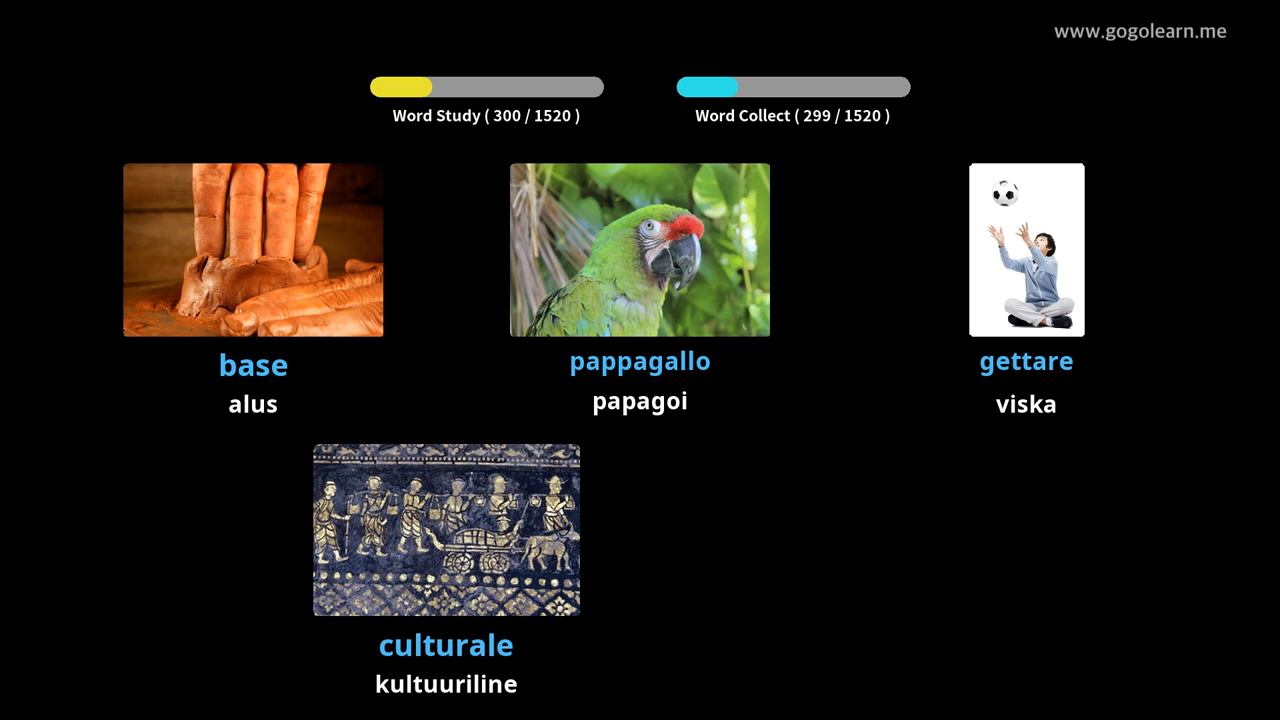 www.gogolearn.me
Word Study ( 300 / 1520 )
Word Collect ( 299 / 1520 )
base
alus
pappagallo
papagoi
gettare
viska
culturale
kultuuriline